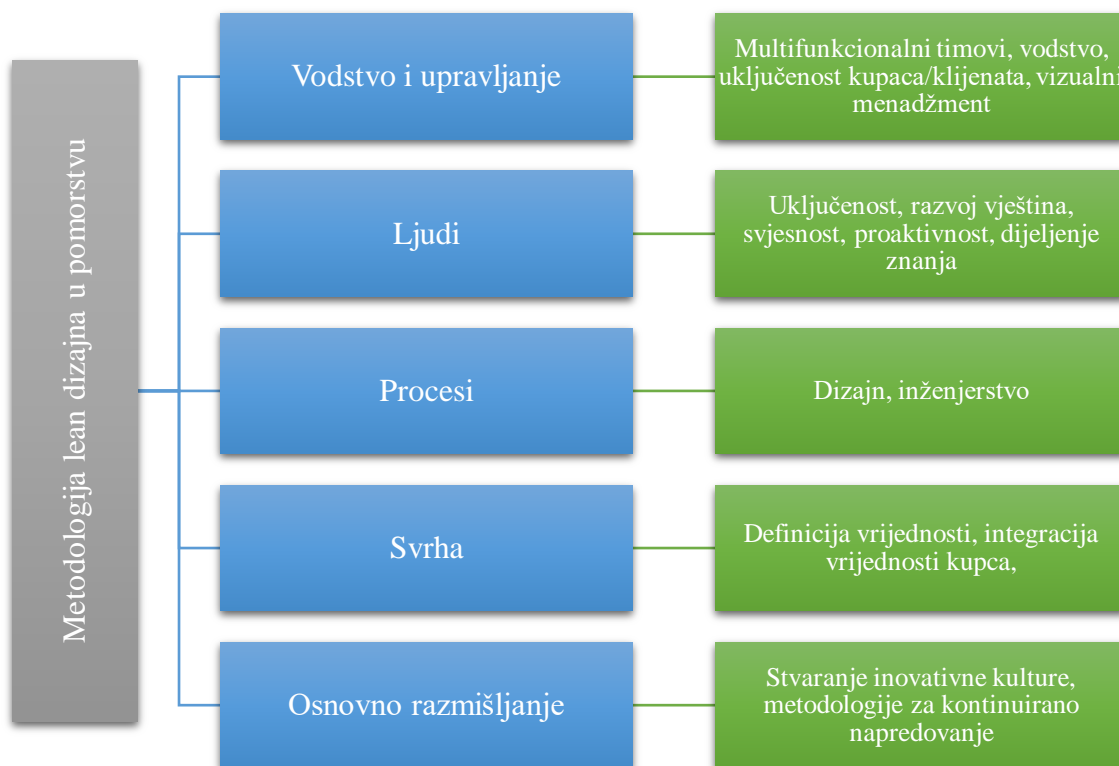 Metodologija lean dizajna u pomorstvu
Vodstvo i upravljanje
Multifunkcionalni timovi, vodstvo,
uključenost kupaca/klijenata, vizualni
menadžment
Ljudi
Uključenost, razvoj vještina,
svjesnost, proaktivnost, dijeljenje
znanja
Procesi
Dizajn, inženjerstvo
Svrha
Definicija vrijednosti, integracija
vrijednosti kupca,
Osnovno razmišljanje
Stvaranje inovativne kulture,
metodologije za kontinuirano
napredovanje